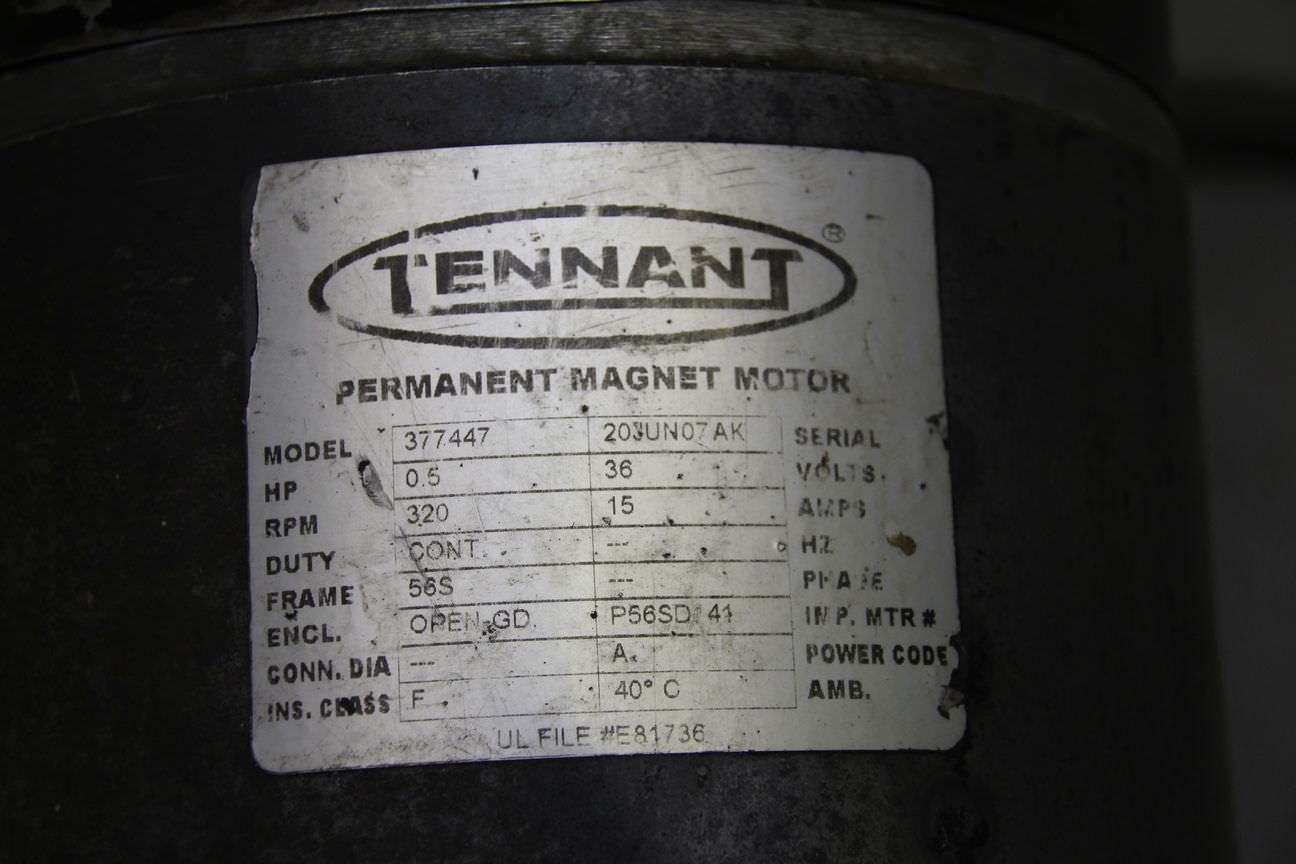 TENNANT ®
PERMANENT MAGNET MOTOR
MODEL 377447 203UN07AK SERIAL
HP 0.5 36 VOLTS
RPM 320 15 AMPS
DUTY CONT. --- HZ
FRAME 56S --- PHASE
ENCL. OPEN-GD. IMP. MTR #
CONN. DIA --- A POWER CODE
INS. CLASS F 40° C AMB.
UL FILE #E81736